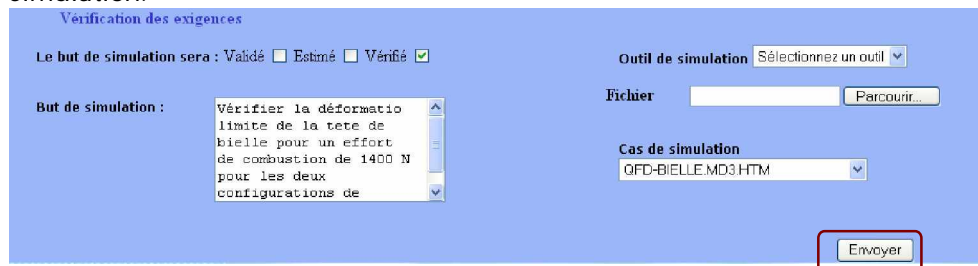 Vérification des exigences
Le but de simulation sera : Validé Estimé Vérifié
Outil de simulation Sélectionnez un outil
Fichier Parcourir...
But de simulation :
Vérifier la déformatio
limite de la tete de
bielle pour un effort
de combustion de 1400 N
pour les deux
configurations de
Cas de simulation
QFD-BIELLE.MD3.HTM
Envoyer